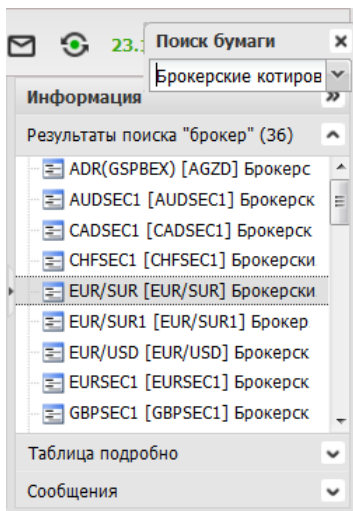 23.
Поиск бумаги
Брокерские котиров
Информация
Результаты поиска "брокер" (36)
ADR(GSPBEX) [AGZD] Брокерс
AUDSEC1 [AUDSEC1] Брокерск
CADSEC1 [CADSEC1] Брокерск
CHFSEC1 [CHFSEC1] Брокерски
EUR/SUR [EUR/SUR] Брокерски
EUR/SUR1 [EUR/SUR1] Брокер
EUR/USD [EUR/USD] Брокерск
EURSEC1 [EURSEC1] Брокерск
GBPSEC1 [GBPSEC1] Брокерск
Таблица подробно
Сообщения